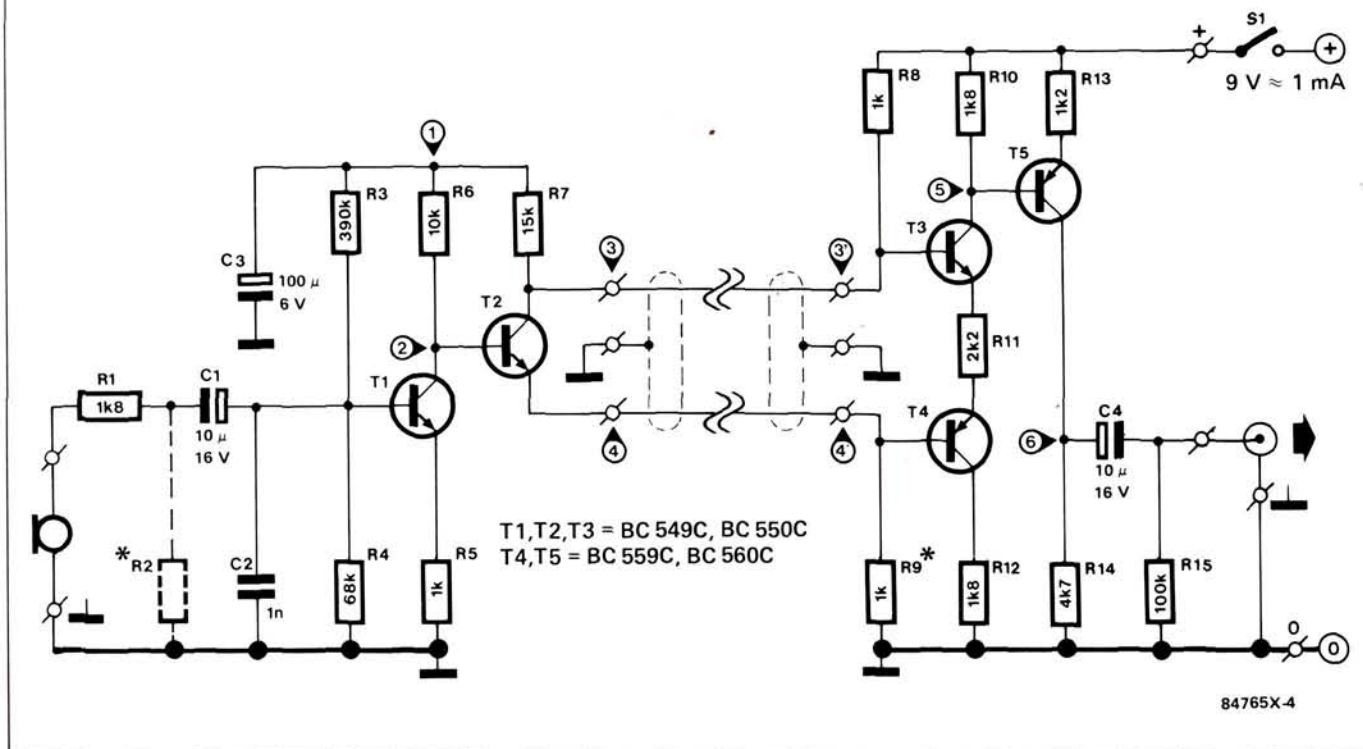 +
S1
+
9 V ≈ 1 mA
R8
1k
R10
1k8
R13
1k2
T5
1
5
R3
390k
R6
10k
R7
15k
T3
C3
100 µ
6 V
3
3'
T2
2
R11
2k2
R1
1k8
C1
10 µ
16 V
T1
T4
4
4'
6
C4
10 µ
16 V
T1,T2,T3 = BC 549C, BC 550C
T4,T5 = BC 559C, BC 560C
* R2
C2
1n
R4
68k
R5
1k
R9*
1k
R12
1k8
R14
4k7
R15
100k
0
0
84765X-4